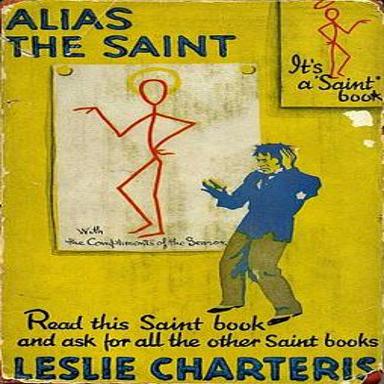 ALIAS
THE SAINT
It's
a "Saint"
book
With
the Compliments of the Season
Read this Saint book
and ask for all the other Saint books
LESLIE CHARTERIS